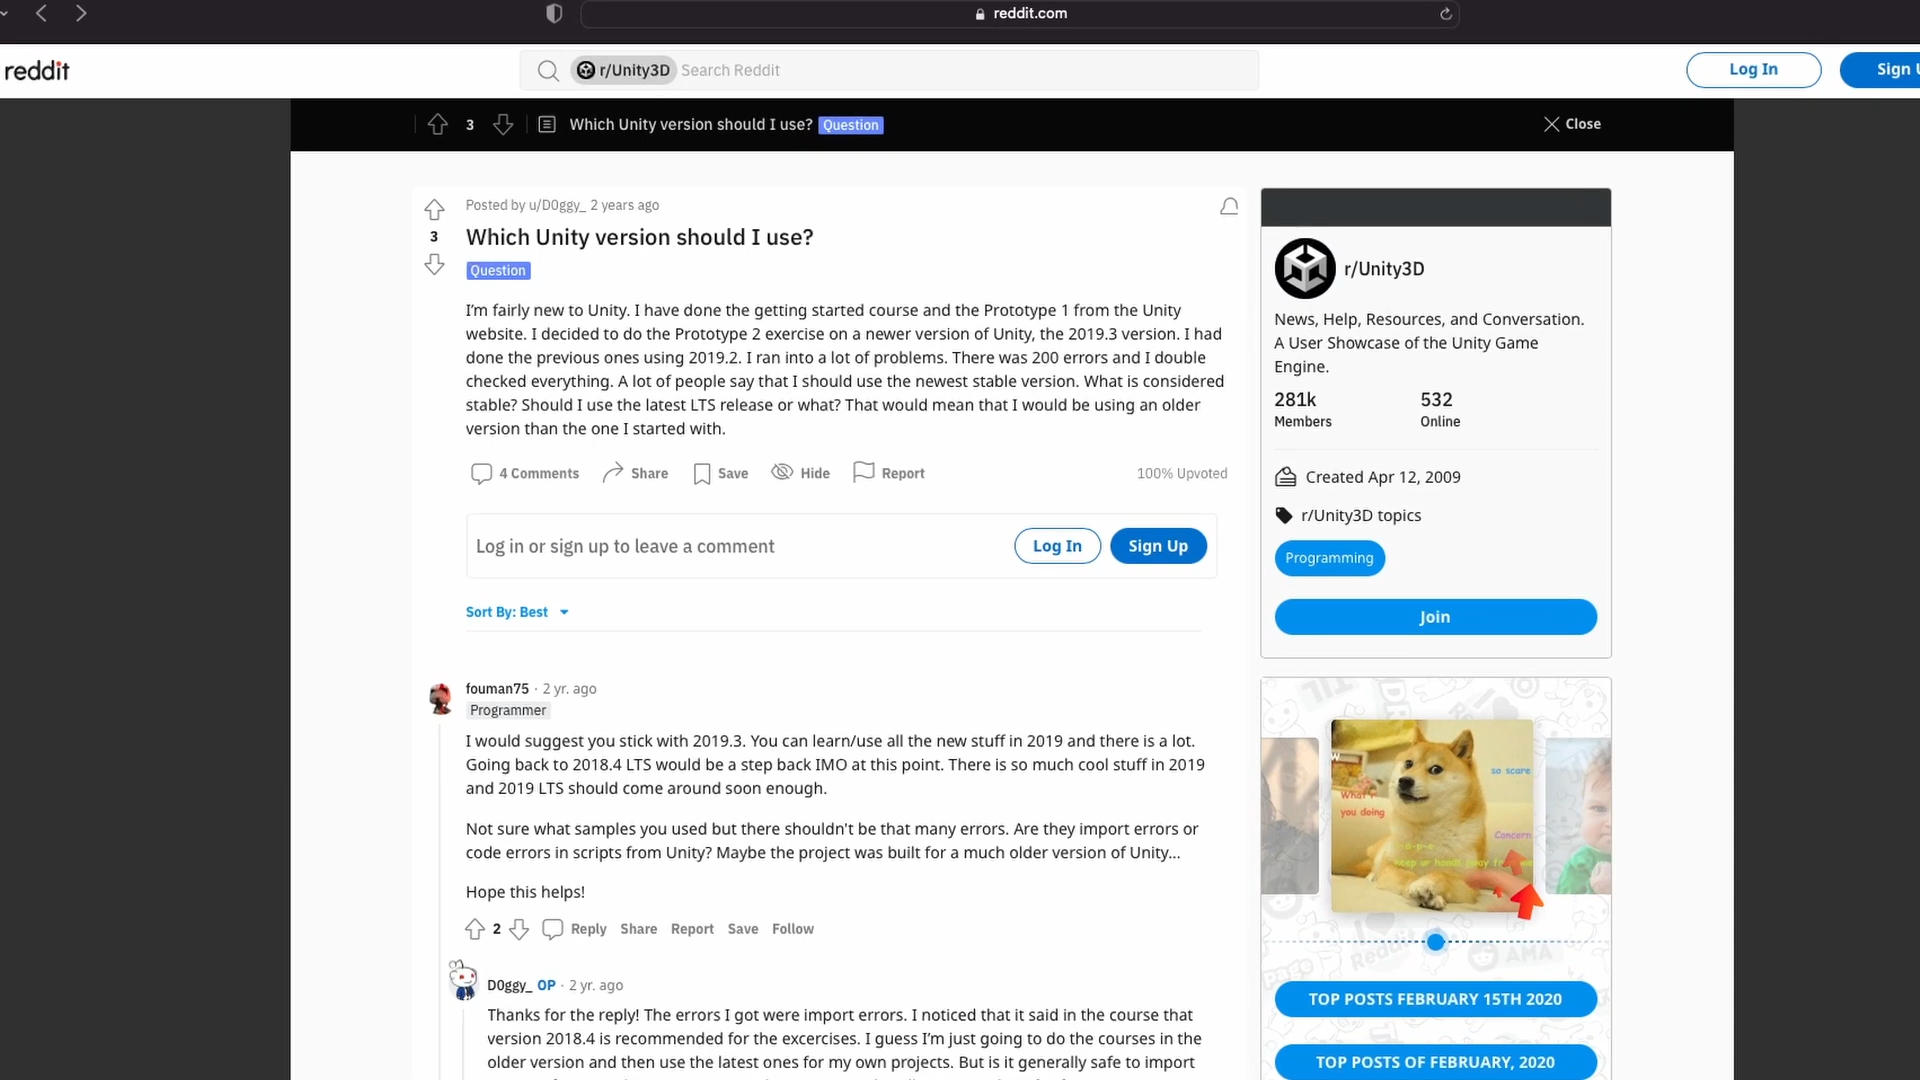 reddit.com
reddit
r/Unity3D Search Reddit
Log In
Sign
3
Which Unity version should I use? Question
Close
Posted by u/D0ggy_ 2 years ago
3
Which Unity version should I use?
Question
I'm fairly new to Unity. I have done the getting started course and the Prototype 1 from the Unity
website. I decided to do the Prototype 2 exercise on a newer version of Unity, the 2019.3 version. I had
done the previous ones using 2019.2. I ran into a lot of problems. There was 200 errors and I double
checked everything. A lot of people say that I should use the newest stable version. What is considered
stable? Should I use the latest LTS release or what? That would mean that I would be using an older
version than the one I started with.
4 Comments Share Save Hide Report 100% Upvoted
Log in or sign up to leave a comment Log In Sign Up
Sort By: Best
fouman75 · 2 yr. ago
Programmer
I would suggest you stick with 2019.3. You can learn/use all the new stuff in 2019 and there is a lot.
Going back to 2018.4 LTS would be a step back IMO at this point. There is so much cool stuff in 2019
and 2019 LTS should come around soon enough.
Not sure what samples you used but there shouldn't be that many errors. Are they import errors or
code errors in scripts from Unity? Maybe the project was built for a much older version of Unity...
Hope this helps!
2 Reply Share Report Save Follow
D0ggy_ OP · 2 yr. ago
Thanks for the reply! The errors I got were import errors. I noticed that it said in the course that
version 2018.4 is recommended for the excercises. I guess I'm just going to do the courses in the
older version and then use the latest ones for my own projects. But is it generally safe to import
r/Unity3D
News, Help, Resources, and Conversation.
A User Showcase of the Unity Game
Engine.
281k 532
Members Online
Created Apr 12, 2009
r/Unity3D topics
Programming
Join
TIL
so scare
What r
you doing
Concern
keep ur hands away
Reddit
AMA
TOP POSTS FEBRUARY 15TH 2020
TOP POSTS OF FEBRUARY, 2020